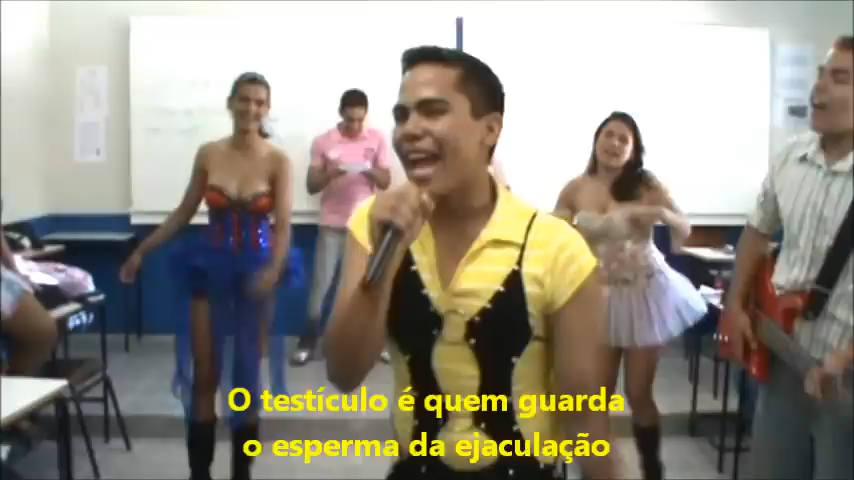 O testículo é quem guarda
o esperma da ejaculação